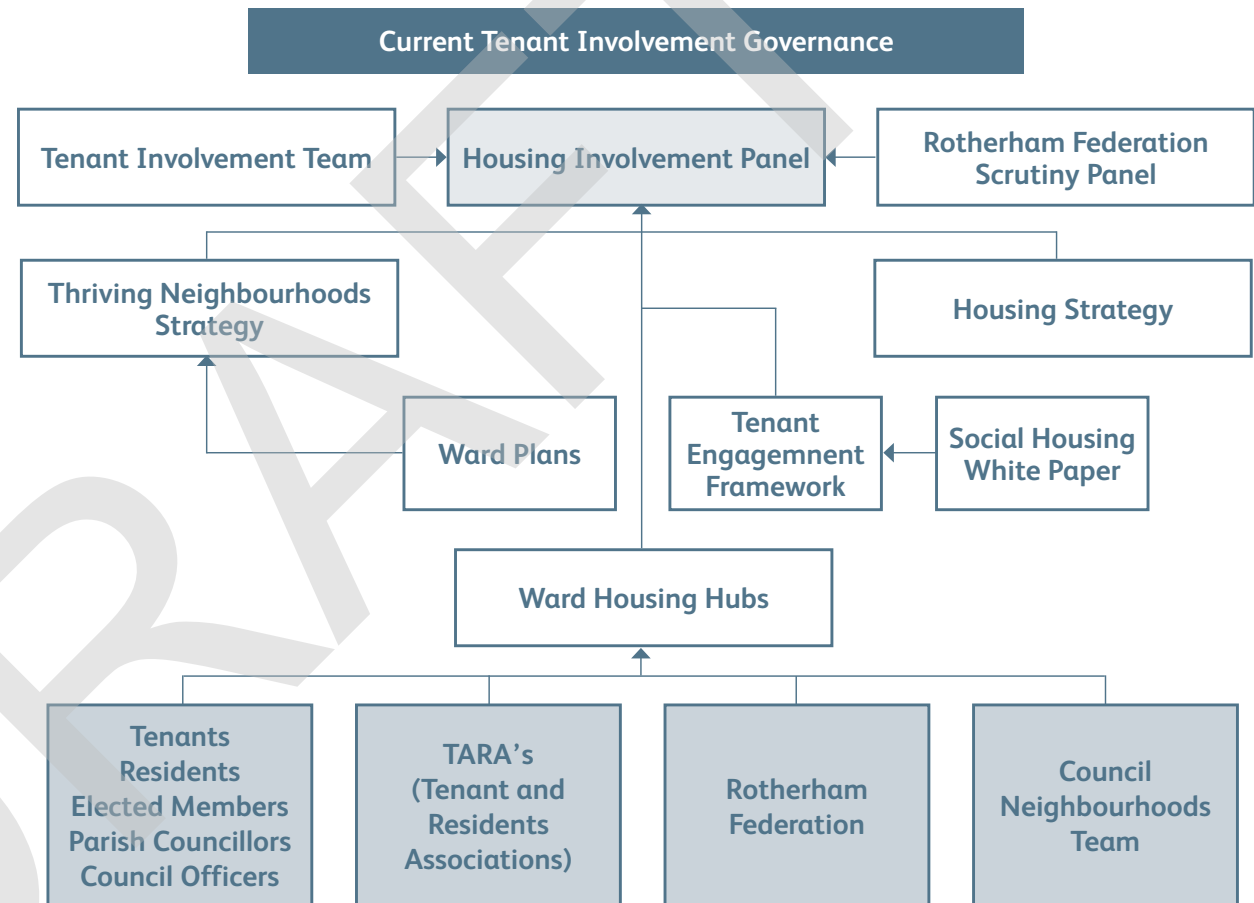 Current Tenant Involvement Governance
Tenant Involvement Team
Housing Involvement Panel
Rotherham Federation
Scrutiny Panel
Thriving Neighbourhoods
Strategy
Housing Strategy
Ward Plans
Tenant
Engagemnent
Framework
Social Housing
White Paper
Ward Housing Hubs
Tenants
Residents
Elected Members
Parish Councillors
Council Officers
TARA’s
(Tenant and
Residents
Associations)
Rotherham
Federation
Council
Neighbourhoods
Team
DRAFT